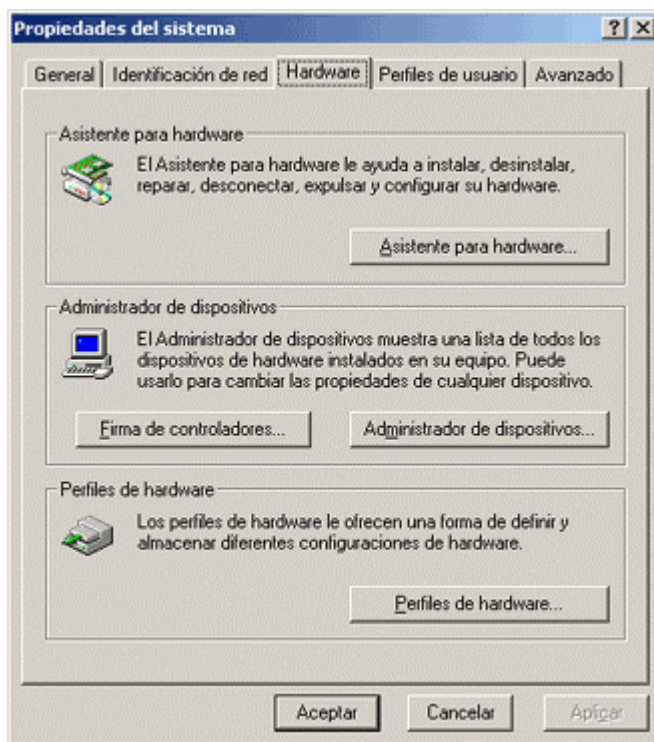 Propiedades del sistema
General Identificación de red Hardware Perfiles de usuario Avanzado
Asistente para hardware
El Asistente para hardware le ayuda a instalar, desinstalar,
reparar, desconectar, expulsar y configurar su hardware.
Asistente para hardware...
Administrador de dispositivos
El Administrador de dispositivos muestra una lista de todos los
dispositivos de hardware instalados en su equipo. Puede
usarlo para cambiar las propiedades de cualquier dispositivo.
Firma de controladores... Administrador de dispositivos...
Perfiles de hardware
Los perfiles de hardware le ofrecen una forma de definir y
almacenar diferentes configuraciones de hardware.
Perfiles de hardware...
Aceptar Cancelar Aplicar